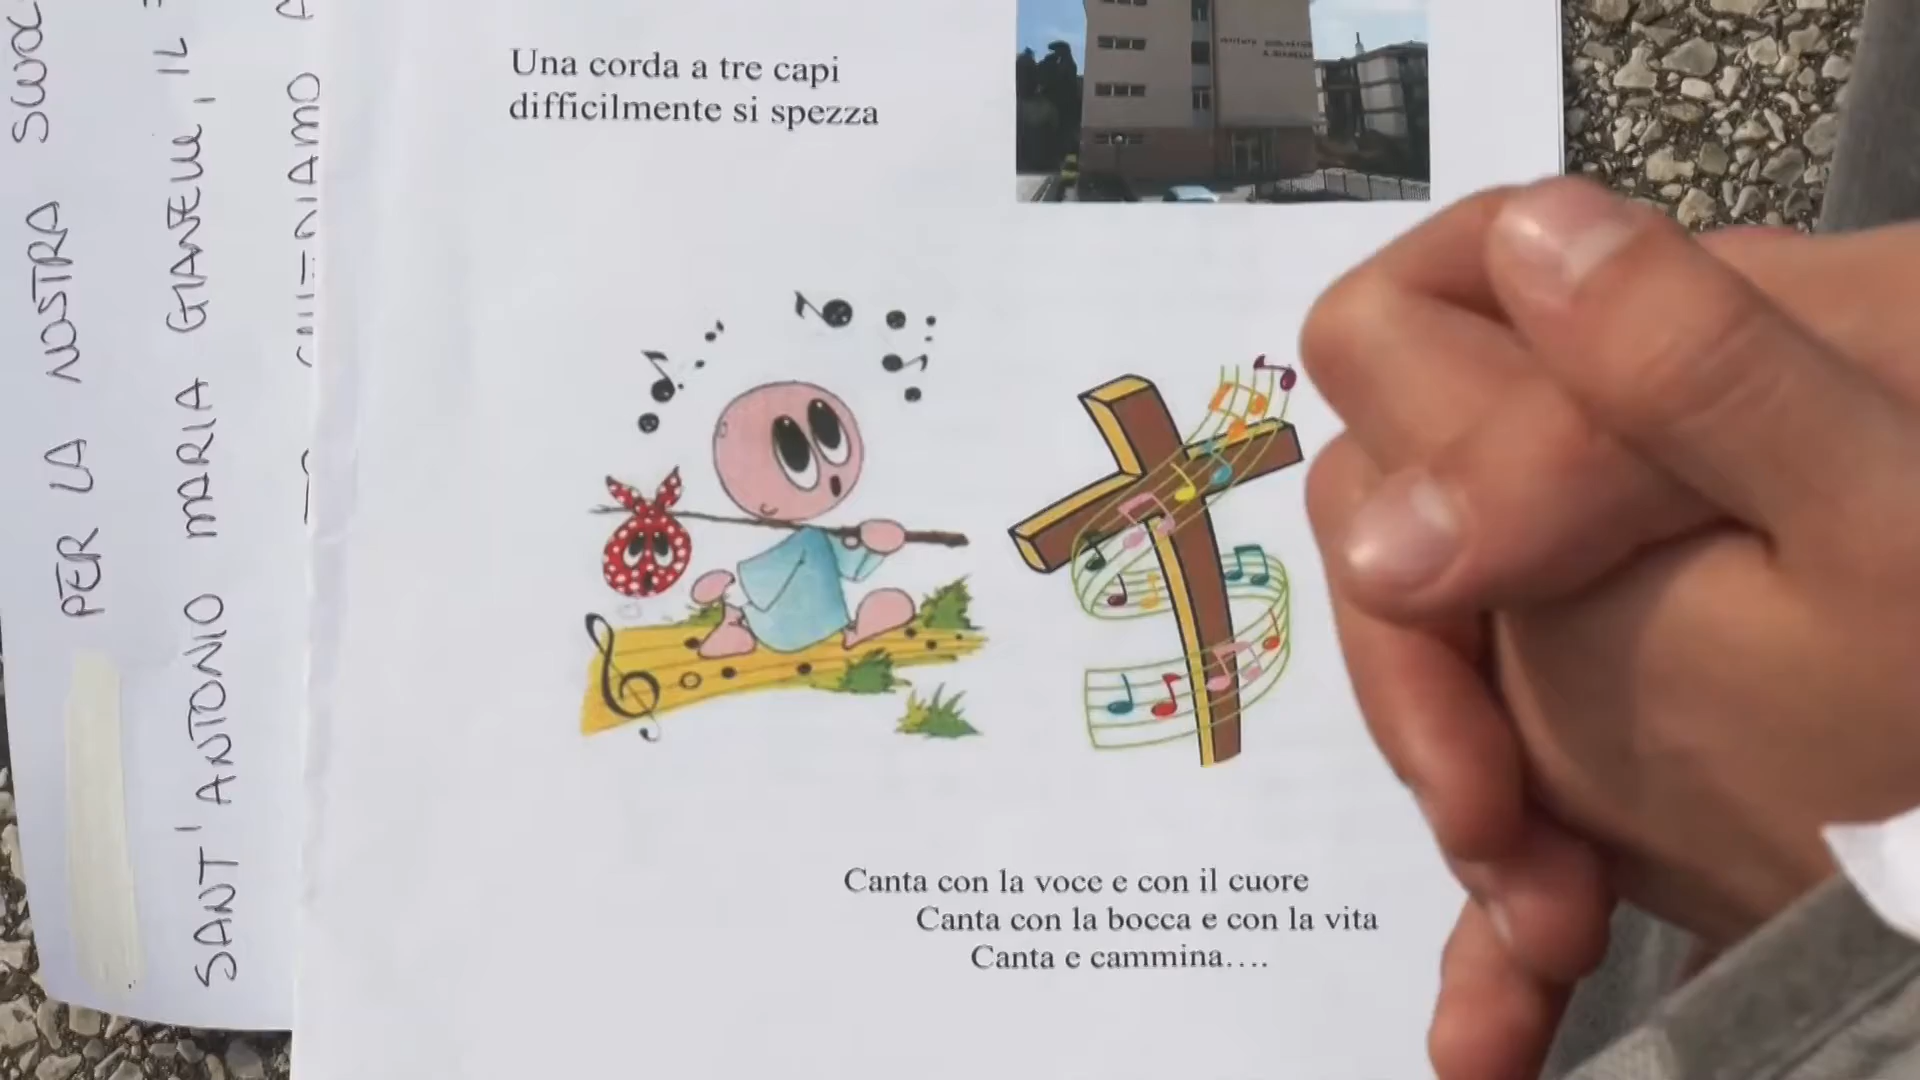 Una corda a tre capi
difficilmente si spezza
Canta con la voce e con il cuore
Canta con la bocca e con la vita
Canta e cammina….
PER LA NOSTRA
SANT'ANTONIO MARIA GIANELLI, IL